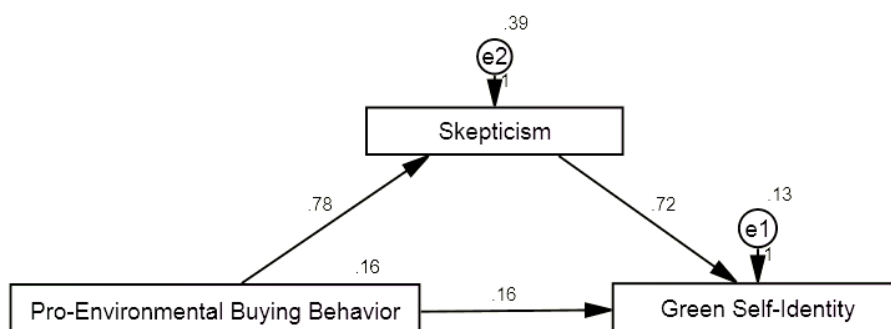 .39
e2
1
Skepticism
.78
.72
.13
e1
1
.16
Pro-Environmental Buying Behavior
.16
Green Self-Identity